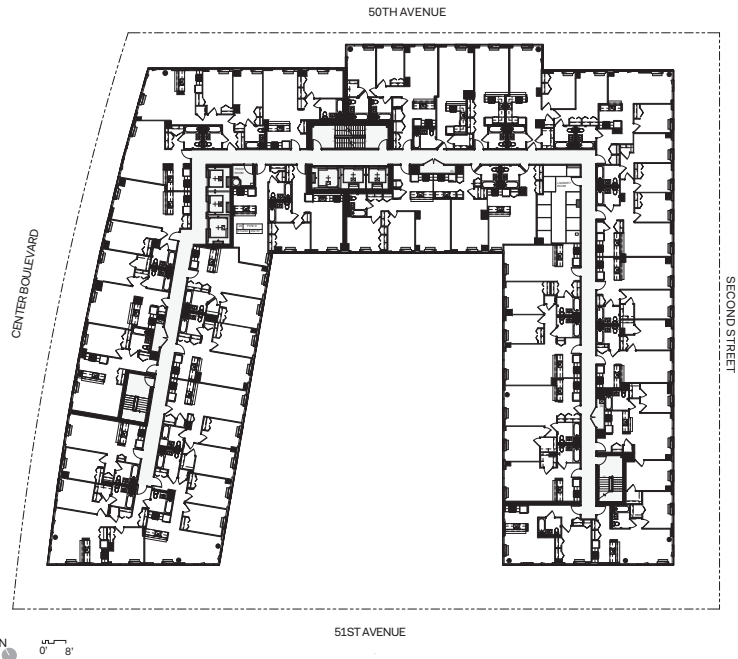 50TH AVENUE
CENTER BOULEVARD
SECOND STREET
51ST AVENUE
N
0' 8'